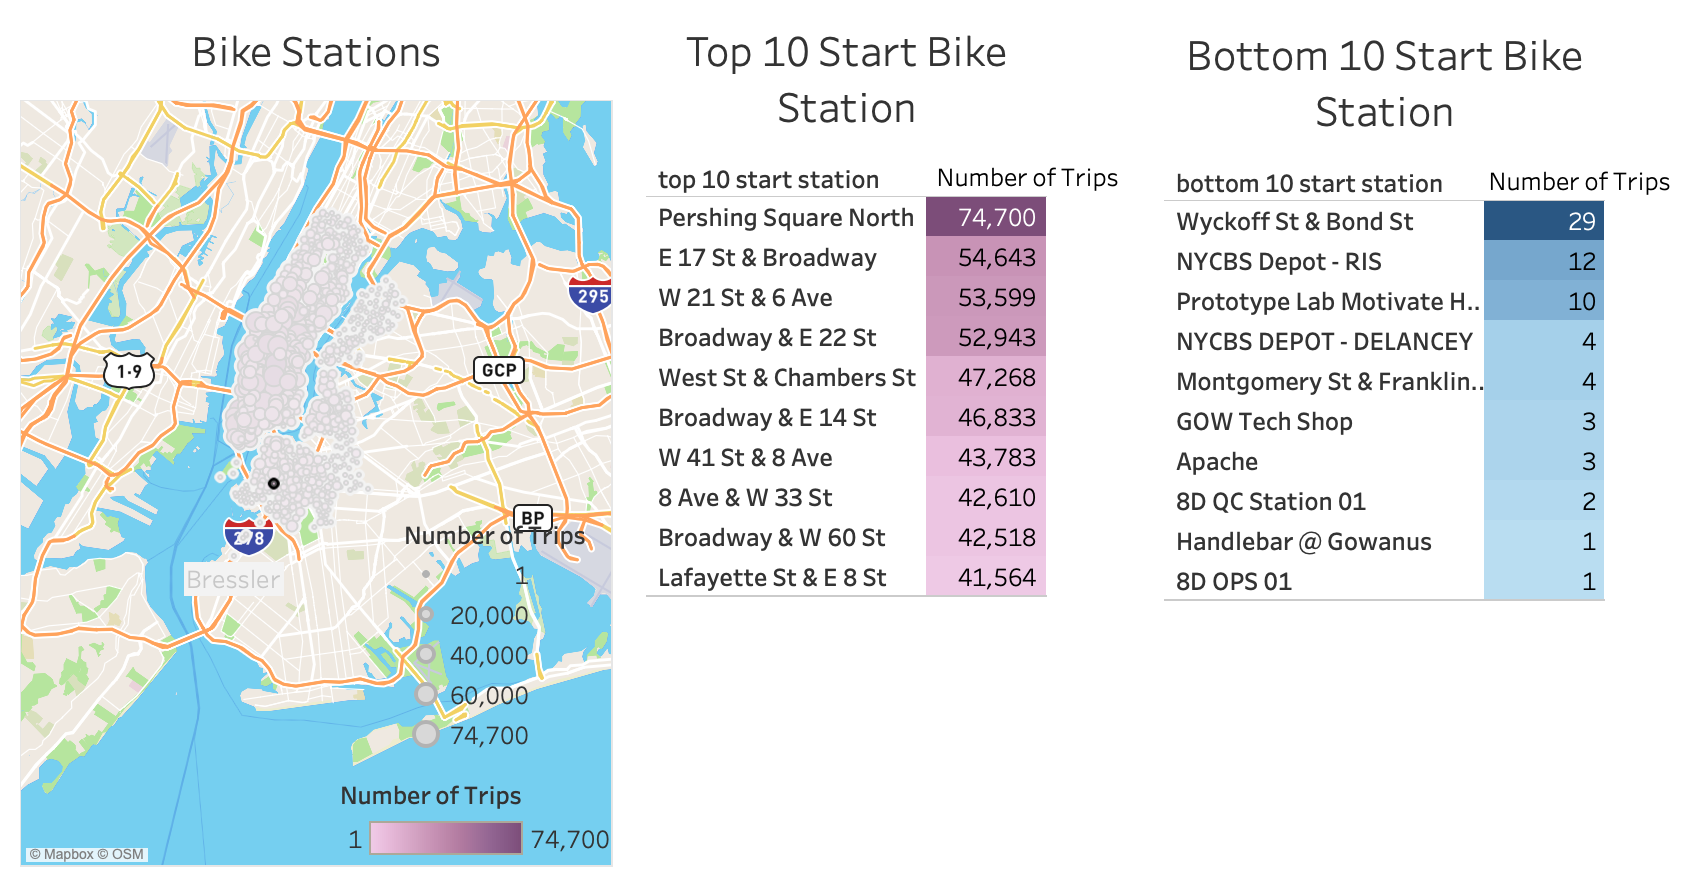 Bike Stations
295
1·9
GCP
BP
278
Number of Trips
Bressler
1
20,000
40,000
60,000
74,700
Number of Trips
1 74,700
© Mapbox © OSM
Top 10 Start Bike
Station
top 10 start station Number of Trips
Pershing Square North 74,700
E 17 St & Broadway 54,643
W 21 St & 6 Ave 53,599
Broadway & E 22 St 52,943
West St & Chambers St 47,268
Broadway & E 14 St 46,833
W 41 St & 8 Ave 43,783
8 Ave & W 33 St 42,610
Broadway & W 60 St 42,518
Lafayette St & E 8 St 41,564
Bottom 10 Start Bike
Station
bottom 10 start station Number of Trips
Wyckoff St & Bond St 29
NYCBS Depot - RIS 12
Prototype Lab Motivate H.. 10
NYCBS DEPOT - DELANCEY 4
Montgomery St & Franklin.. 4
GOW Tech Shop 3
Apache 3
8D QC Station 01 2
Handlebar @ Gowanus 1
8D OPS 01 1